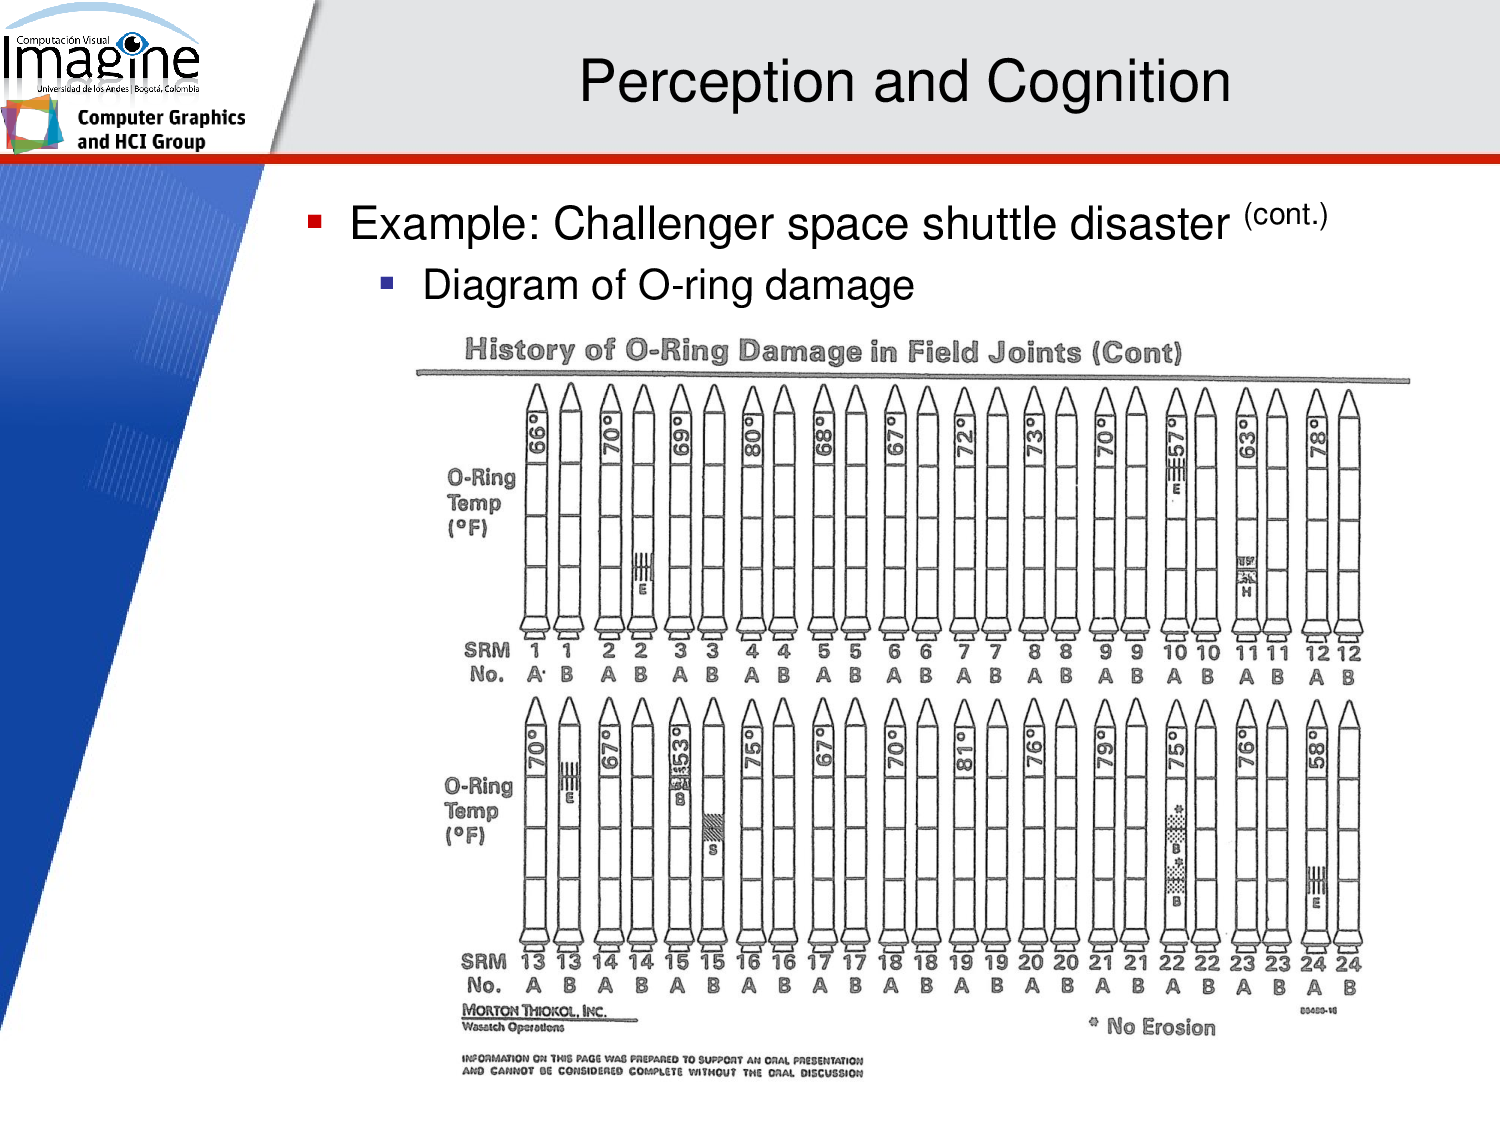 Computación Visual
Imagine
Universidad de los Andes | Bogotá, Colombia
Computer Graphics
and HCI Group
Perception and Cognition
Example: Challenger space shuttle disaster (cont.)
Diagram of O-ring damage
History of O-Ring Damage in Field Joints (Cont)
66° 70° 69° 80° 68° 67° 72° 73° 70° 57° 63° 78°
O-Ring
Temp
(°F)
E
E
H
SRM 1 1 2 2 3 3 4 4 5 5 6 6 7 7 8 8 9 9 10 10 11 11 12 12
No. A B A B A B A B A B A B A B A B A B A B A B A B
70° 67° 53° 75° 67° 70° 81° 76° 79° 75° 76° 58°
O-Ring
Temp
(°F)
E B
* B
S
* B
E
SRM 13 13 14 14 15 15 16 16 17 17 18 18 19 19 20 20 21 21 22 22 23 23 24 24
No. A B A B A B A B A B A B A B A B A B A B A B A B
MORTON THIOKOL, INC.
Wasatch Operations
* No Erosion
INFORMATION ON THIS PAGE WAS PREPARED TO SUPPORT AN ORAL PRESENTATION
AND CANNOT BE CONSIDERED COMPLETE WITHOUT THE ORAL DISCUSSION